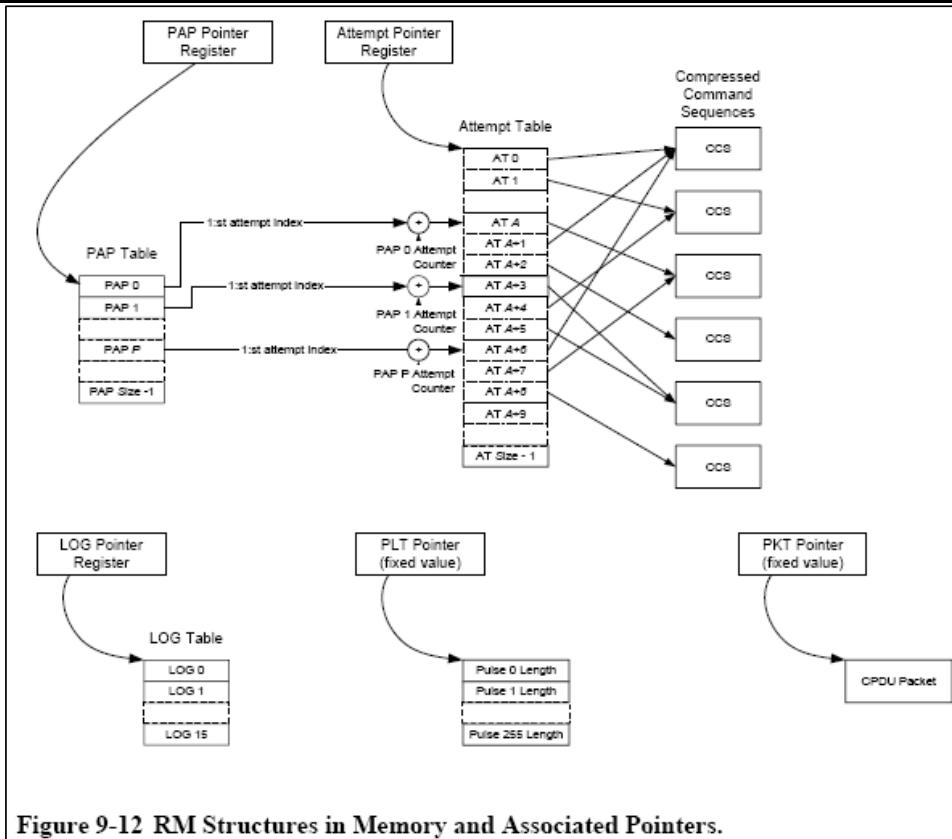 PAP Pointer
Register
Attempt Pointer
Register
Compressed
Command
Sequences
Attempt Table
AT 0
AT 1
AT A
AT A+1
AT A+2
AT A+3
AT A+4
AT A+5
AT A+6
AT A+7
AT A+8
AT A+9
AT Size - 1
CCS
CCS
CCS
CCS
CCS
CCS
1:st attempt index
PAP 0 Attempt
Counter
1:st attempt index
PAP 1 Attempt
Counter
1:st attempt index
PAP P Attempt
Counter
+
+
+
PAP Table
PAP 0
PAP 1
PAP P
PAP Size -1
LOG Pointer
Register
LOG Table
LOG 0
LOG 1
LOG 15
PLT Pointer
(fixed value)
Pulse 0 Length
Pulse 1 Length
Pulse 255 Length
PKT Pointer
(fixed value)
CPDU Packet
Figure 9-12 RM Structures in Memory and Associated Pointers.